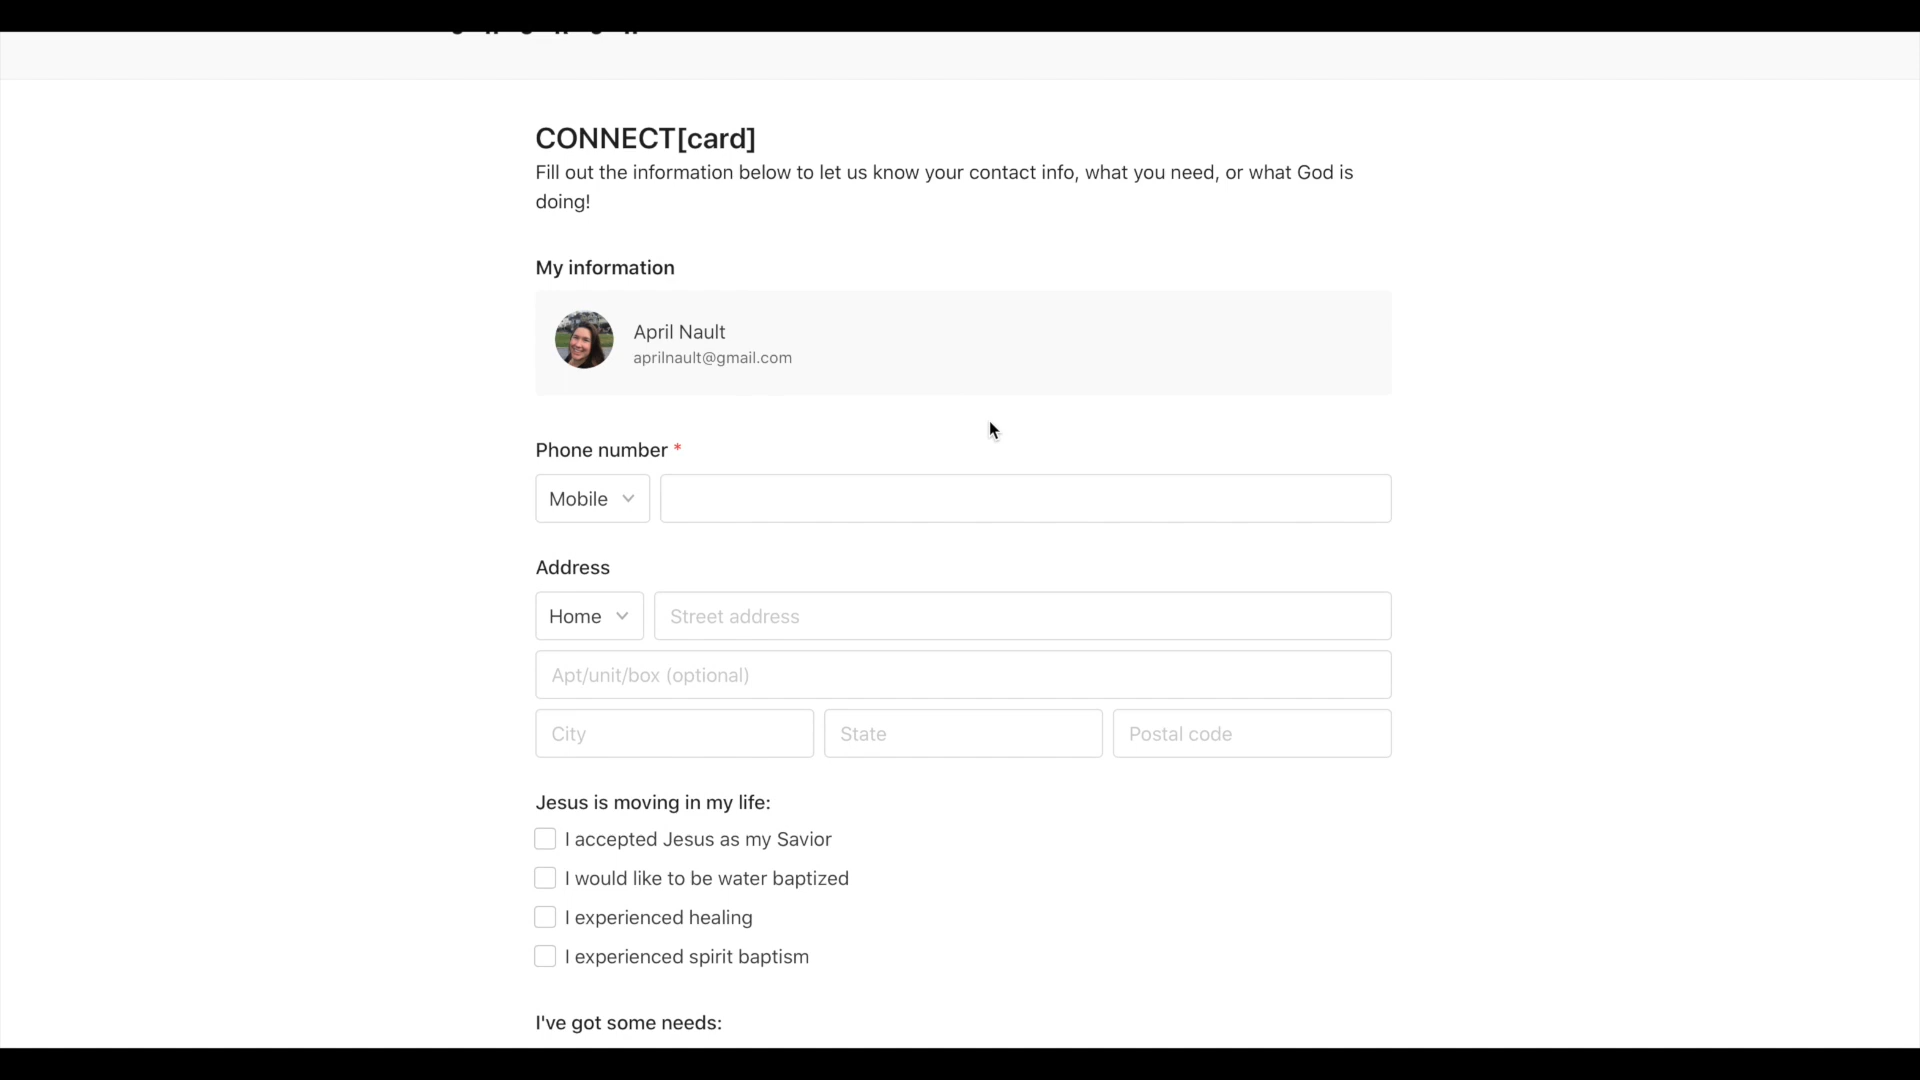 CONNECT[card]
Fill out the information below to let us know your contact info, what you need, or what God is
doing!
My information
April Nault
aprilnault@gmail.com
Phone number *
Mobile
Address
Home
Street address
Apt/unit/box (optional)
City
State
Postal code
Jesus is moving in my life:
I accepted Jesus as my Savior
I would like to be water baptized
I experienced healing
I experienced spirit baptism
I've got some needs: